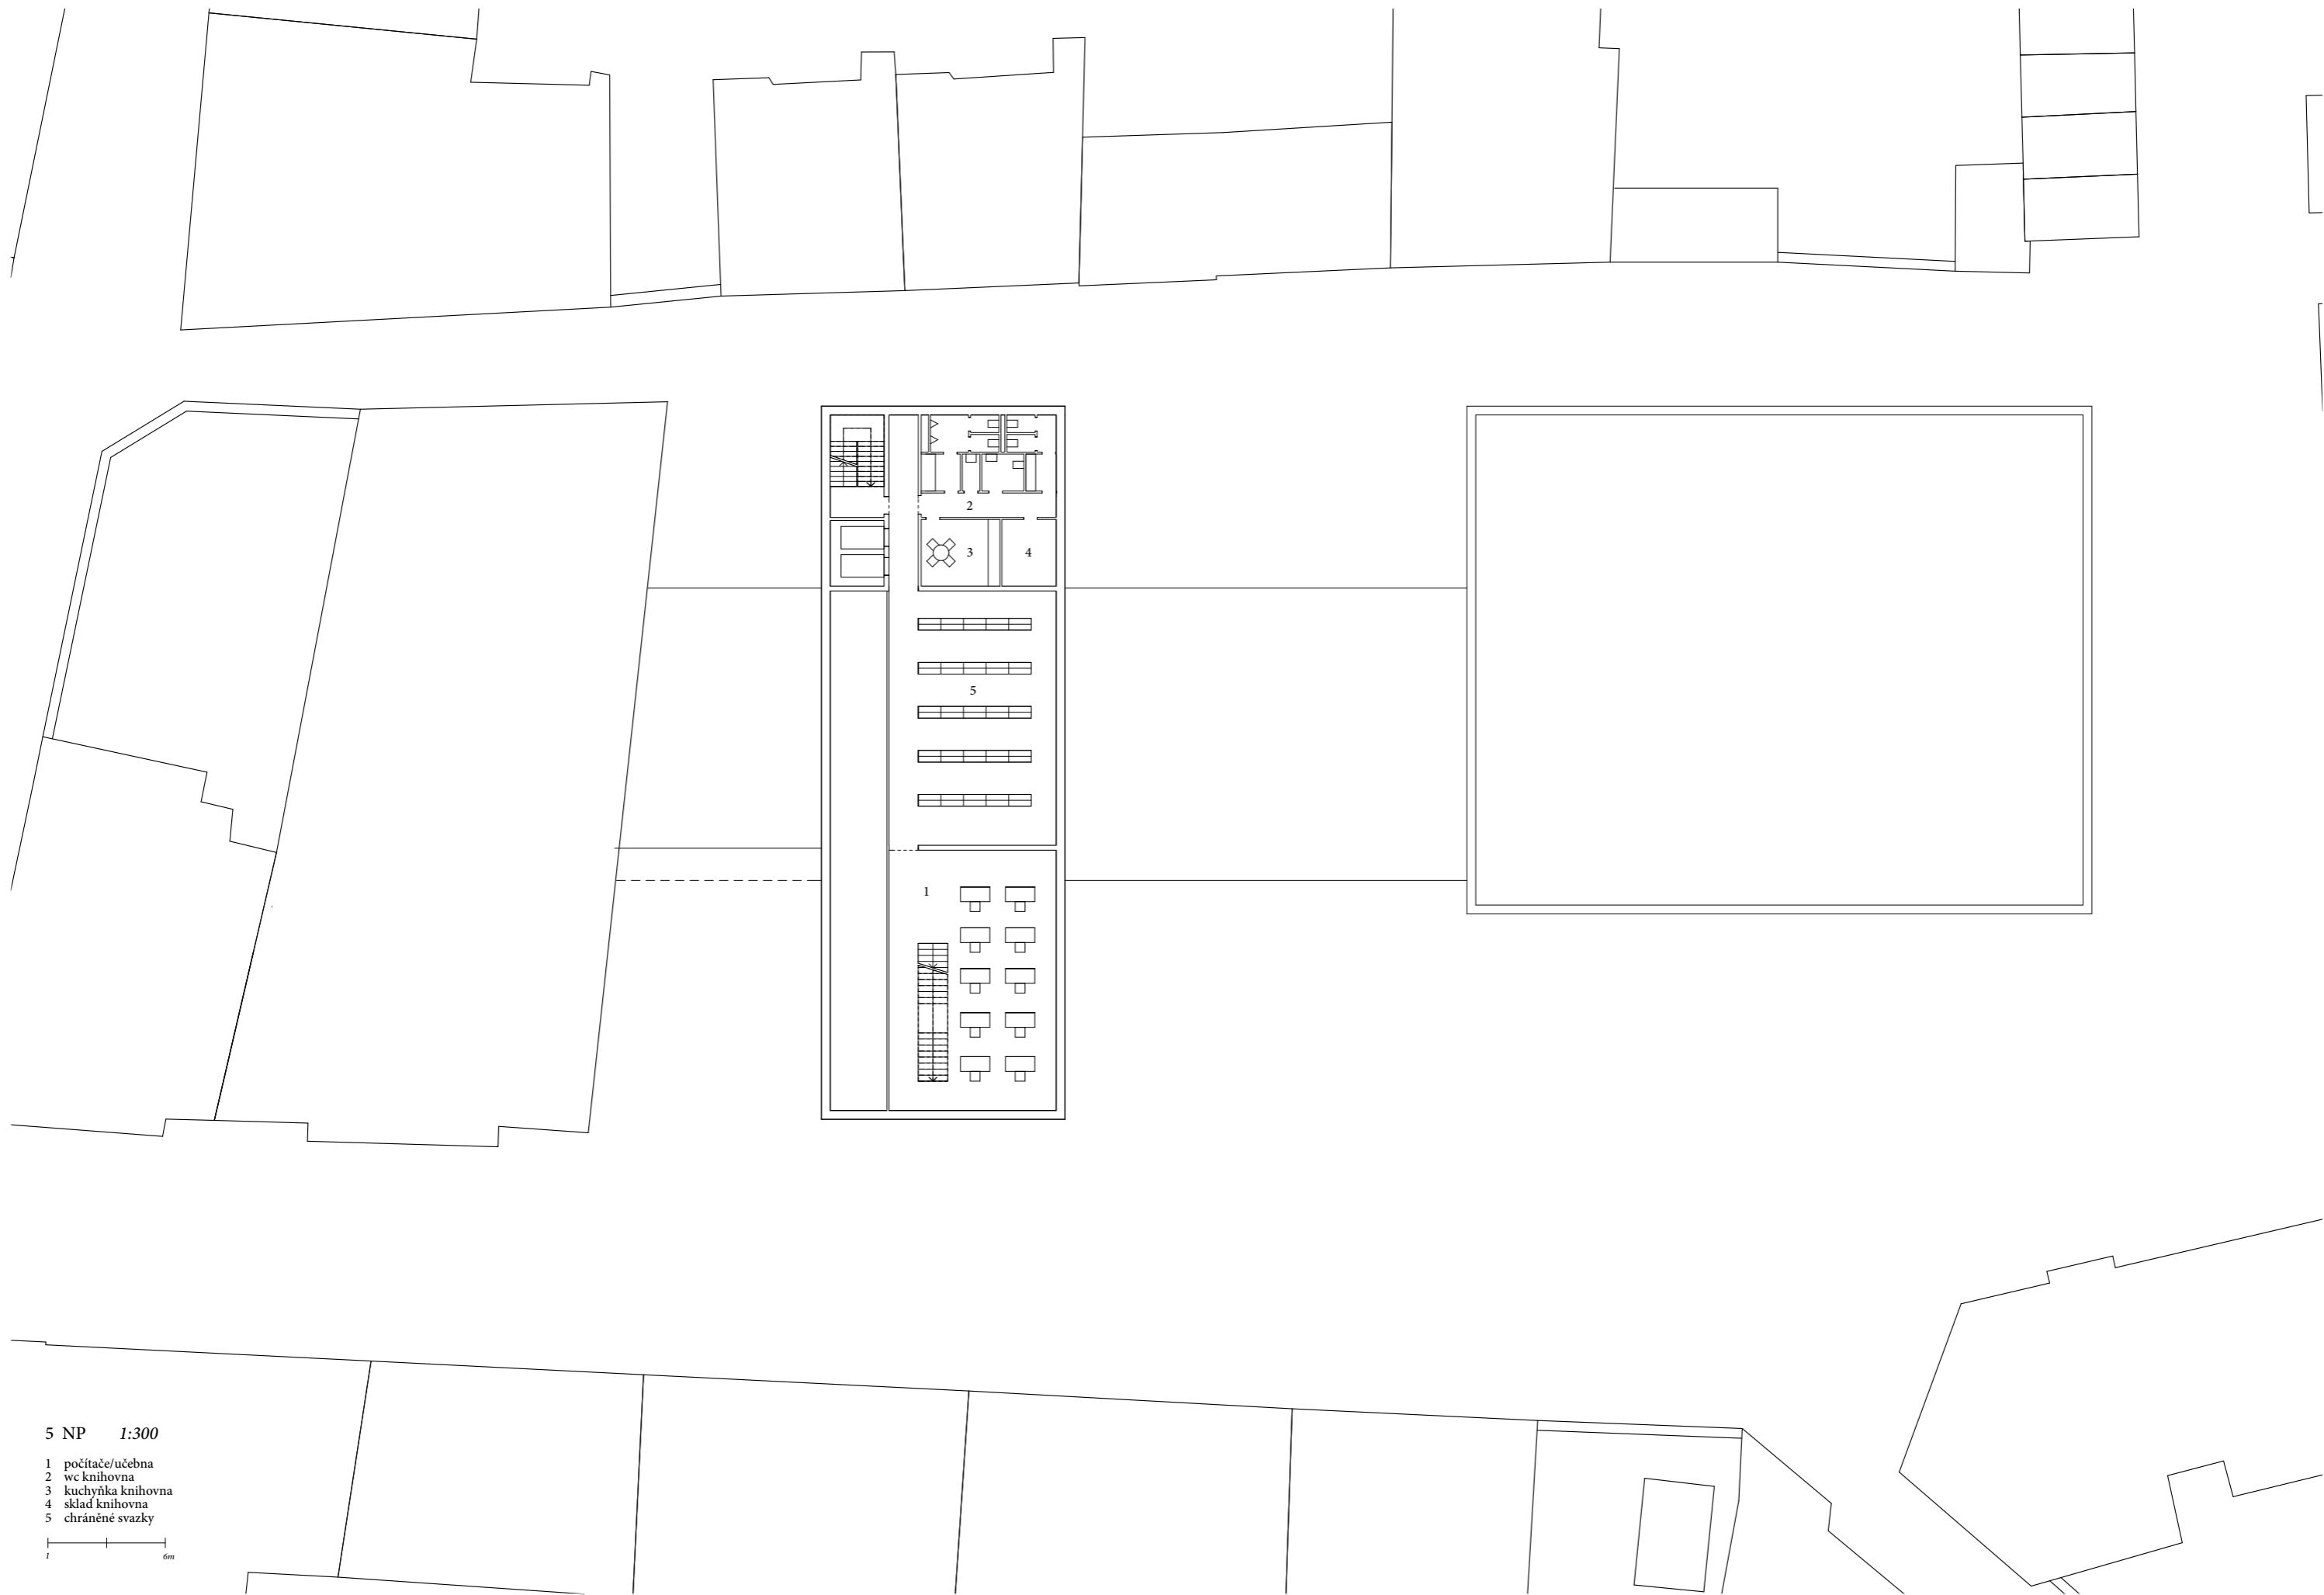 2
3 4
5
1
5 NP 1:300
1 počítače/učebna
2 wc knihovna
3 kuchyňka knihovna
4 sklad knihovna
5 chráněné svazky
1 6m